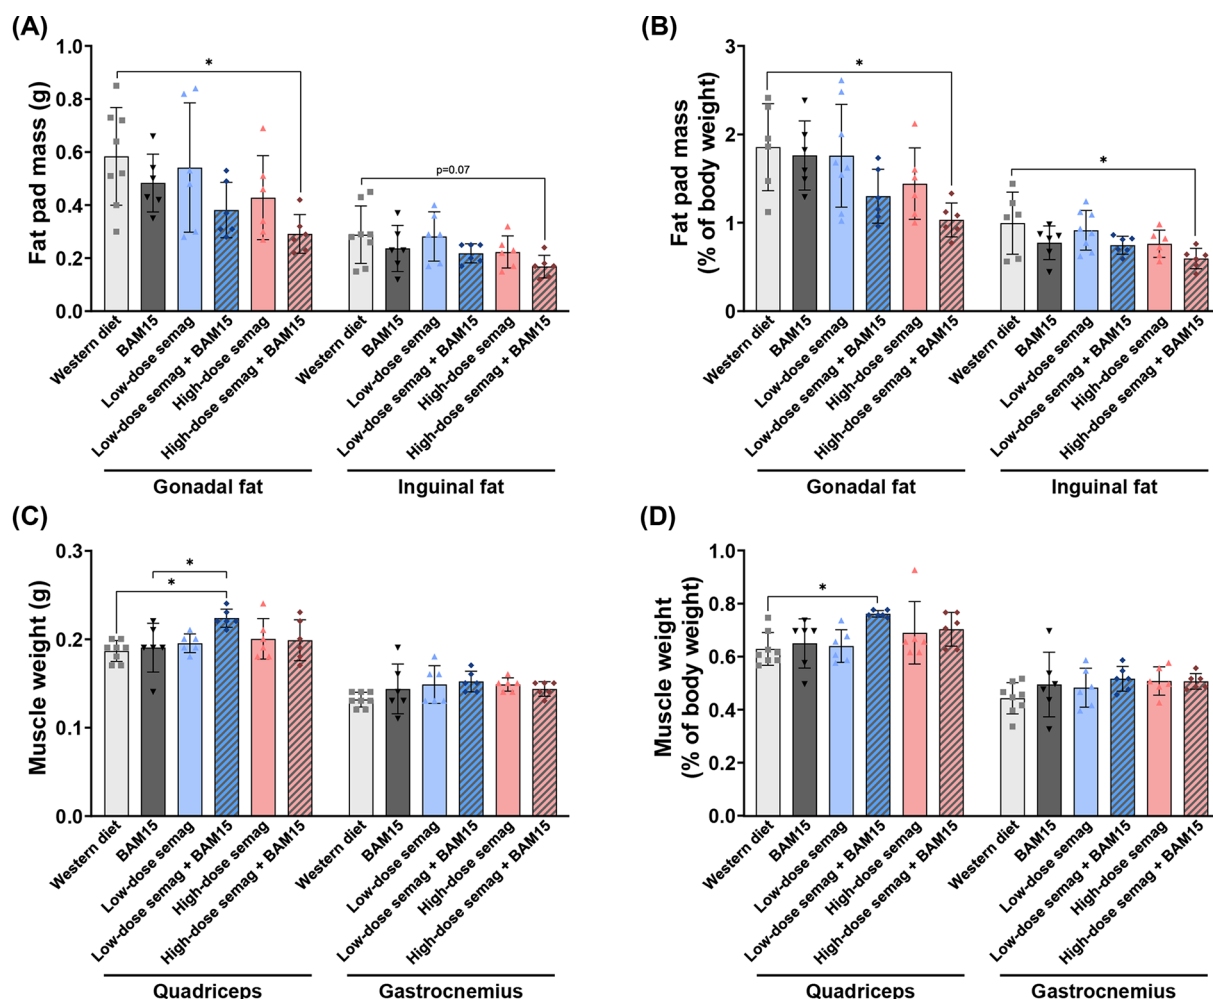 (A)
Fat pad mass (g)
1.0
0.8
0.6
0.4
0.2
0.0
*
p=0.07
Western diet
BAM15
Low-dose semag
Low-dose semag + BAM15
High-dose semag
High-dose semag + BAM15
Western diet
BAM15
Low-dose semag
Low-dose semag + BAM15
High-dose semag
High-dose semag + BAM15
Gonadal fat
Inguinal fat
(B)
Fat pad mass
(% of body weight)
3
2
1
0
*
*
Western diet
BAM15
Low-dose semag
Low-dose semag + BAM15
High-dose semag
High-dose semag + BAM15
Western diet
BAM15
Low-dose semag
Low-dose semag + BAM15
High-dose semag
High-dose semag + BAM15
Gonadal fat
Inguinal fat
(C)
Muscle weight (g)
0.3
0.2
0.1
0.0
*
*
Western diet
BAM15
Low-dose semag
Low-dose semag + BAM15
High-dose semag
High-dose semag + BAM15
Western diet
BAM15
Low-dose semag
Low-dose semag + BAM15
High-dose semag
High-dose semag + BAM15
Quadriceps
Gastrocnemius
(D)
Muscle weight
(% of body weight)
1.0
0.8
0.6
0.4
0.2
0.0
*
Western diet
BAM15
Low-dose semag
Low-dose semag + BAM15
High-dose semag
High-dose semag + BAM15
Western diet
BAM15
Low-dose semag
Low-dose semag + BAM15
High-dose semag
High-dose semag + BAM15
Quadriceps
Gastrocnemius